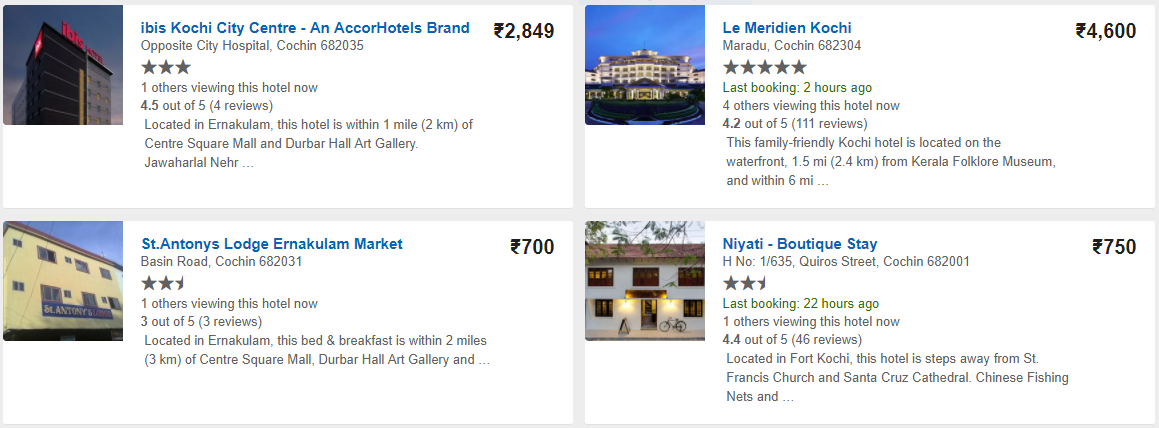 ibis
ibis Kochi City Centre - An AccorHotels Brand
₹2,849
Opposite City Hospital, Cochin 682035
1 others viewing this hotel now
4.5 out of 5 (4 reviews)
Located in Ernakulam, this hotel is within 1 mile (2 km) of
Centre Square Mall and Durbar Hall Art Gallery.
Jawaharlal Nehr ...
Le Meridien Kochi
₹4,600
Maradu, Cochin 682304
Last booking: 2 hours ago
4 others viewing this hotel now
4.2 out of 5 (111 reviews)
This family-friendly Kochi hotel is located on the
waterfront, 1.5 mi (2.4 km) from Kerala Folklore Museum,
and within 6 mi ...
St.ANTONY'S LODGE
St.Antonys Lodge Ernakulam Market
₹700
Basin Road, Cochin 682031
1 others viewing this hotel now
3 out of 5 (3 reviews)
Located in Ernakulam, this bed & breakfast is within 2 miles
(3 km) of Centre Square Mall, Durbar Hall Art Gallery and ...
Niyati - Boutique Stay
₹750
H No: 1/635, Quiros Street, Cochin 682001
Last booking: 22 hours ago
1 others viewing this hotel now
4.4 out of 5 (46 reviews)
Located in Fort Kochi, this hotel is steps away from St.
Francis Church and Santa Cruz Cathedral. Chinese Fishing
Nets and ...